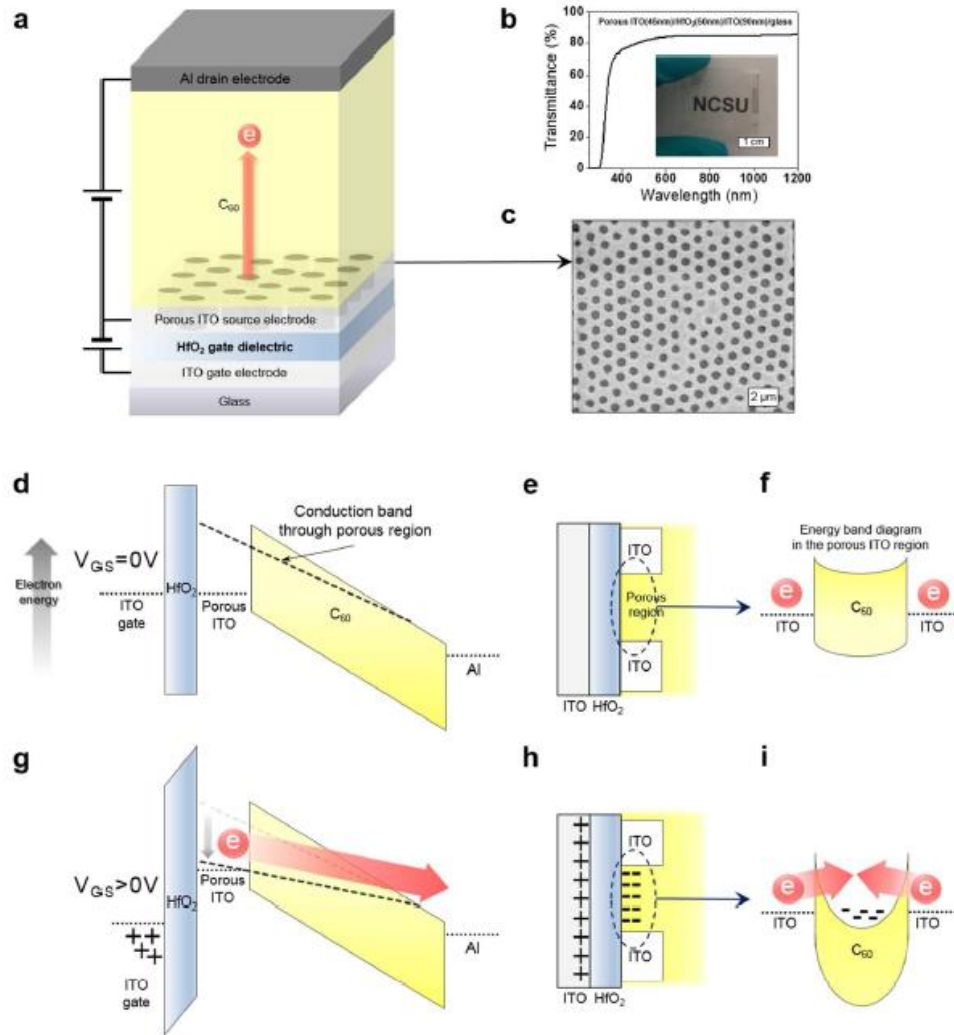 a
Al drain electrode
e
C₆₀
Porous ITO source electrode
HfO₂ gate dielectric
ITO gate electrode
Glass
b
Porous ITO(45nm)/HfO₂(50nm)/ITO(90nm)/glass
Transmittance (%)
100
80
60
40
20
0
NCSU
1 cm
400 600 800 1000 1200
Wavelength (nm)
c
2 µm
d
Conduction band
through porous region
Electron
energy
V_GS=0V
HfO₂
ITO
gate
Porous
ITO
C₆₀
Al
e
ITO
Porous
region
ITO
ITO HfO₂
f
Energy band diagram
in the porous ITO region
e e
C₆₀
ITO ITO
g
e
V_GS>0V
HfO₂
Porous
ITO
C₆₀
Al
ITO
gate
h
ITO
ITO
ITO HfO₂
i
e e
ITO ITO
C₆₀